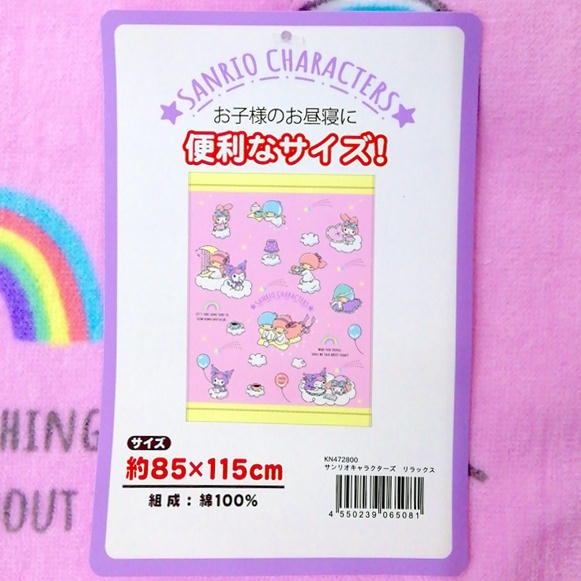 SANRIO CHARACTERS
お子様のお昼寝に
便利なサイズ!
SANRIO CHARACTERS
サイズ
約85×115cm
組成:綿100%
KN472800
サンリオキャラクターズ リラックス
4 550239 065081
HING
OUT